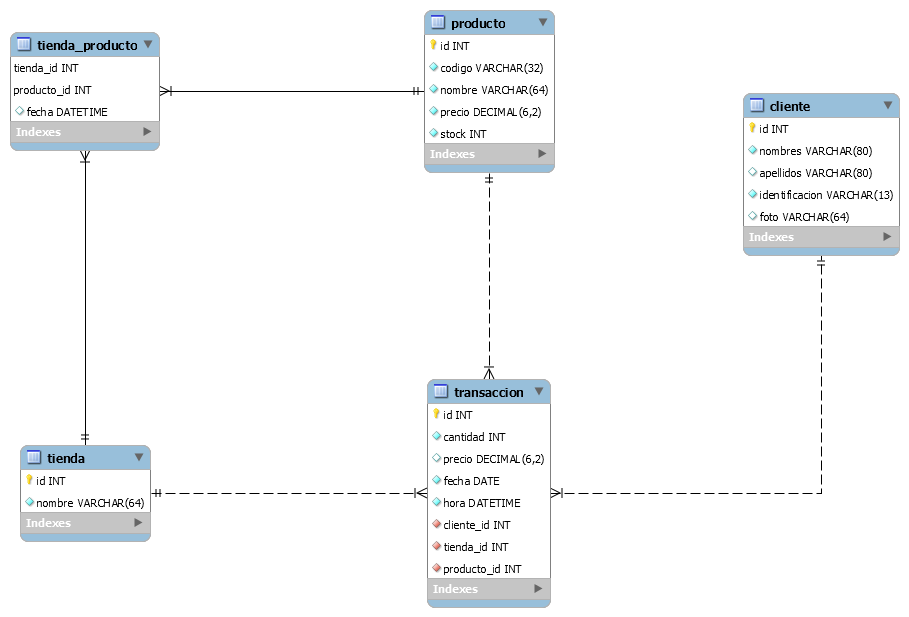 tienda_producto
tienda_id INT
producto_id INT
fecha DATETIME
Indexes
producto
id INT
codigo VARCHAR(32)
nombre VARCHAR(64)
precio DECIMAL(6,2)
stock INT
Indexes
cliente
id INT
nombres VARCHAR(80)
apellidos VARCHAR(80)
identificacion VARCHAR(13)
foto VARCHAR(64)
Indexes
tienda
id INT
nombre VARCHAR(64)
Indexes
transaccion
id INT
cantidad INT
precio DECIMAL(6,2)
fecha DATE
hora DATETIME
cliente_id INT
tienda_id INT
producto_id INT
Indexes